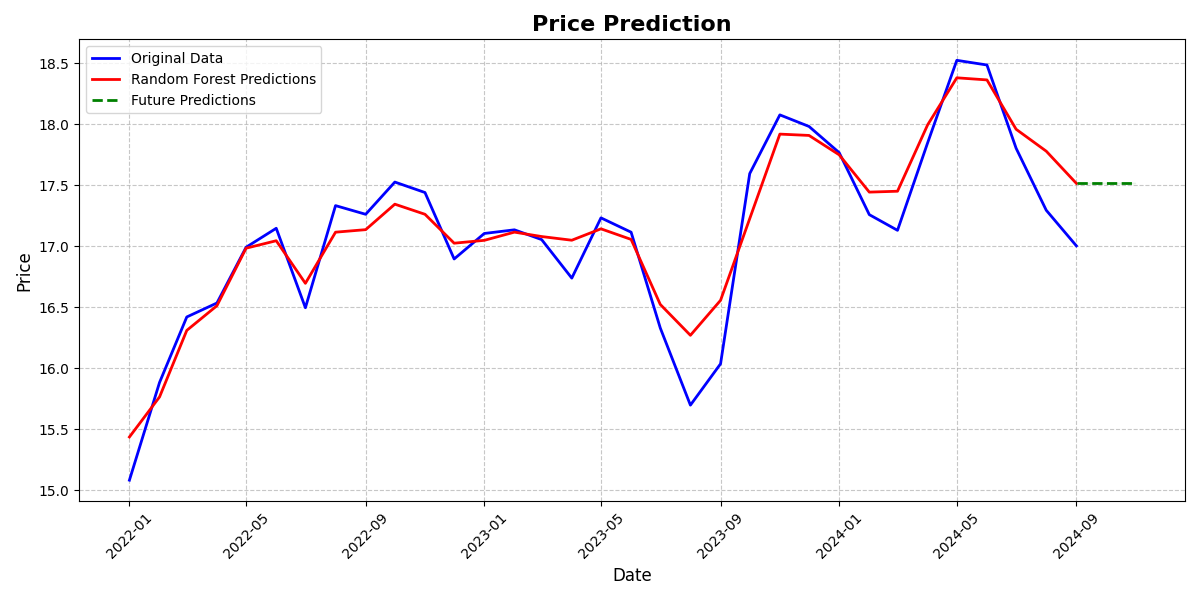 Price Prediction
Original Data
Random Forest Predictions
Future Predictions
Price
18.5
18.0
17.5
17.0
16.5
16.0
15.5
15.0
2022-01
2022-05
2022-09
2023-01
2023-05
2023-09
2024-01
2024-05
2024-09
Date